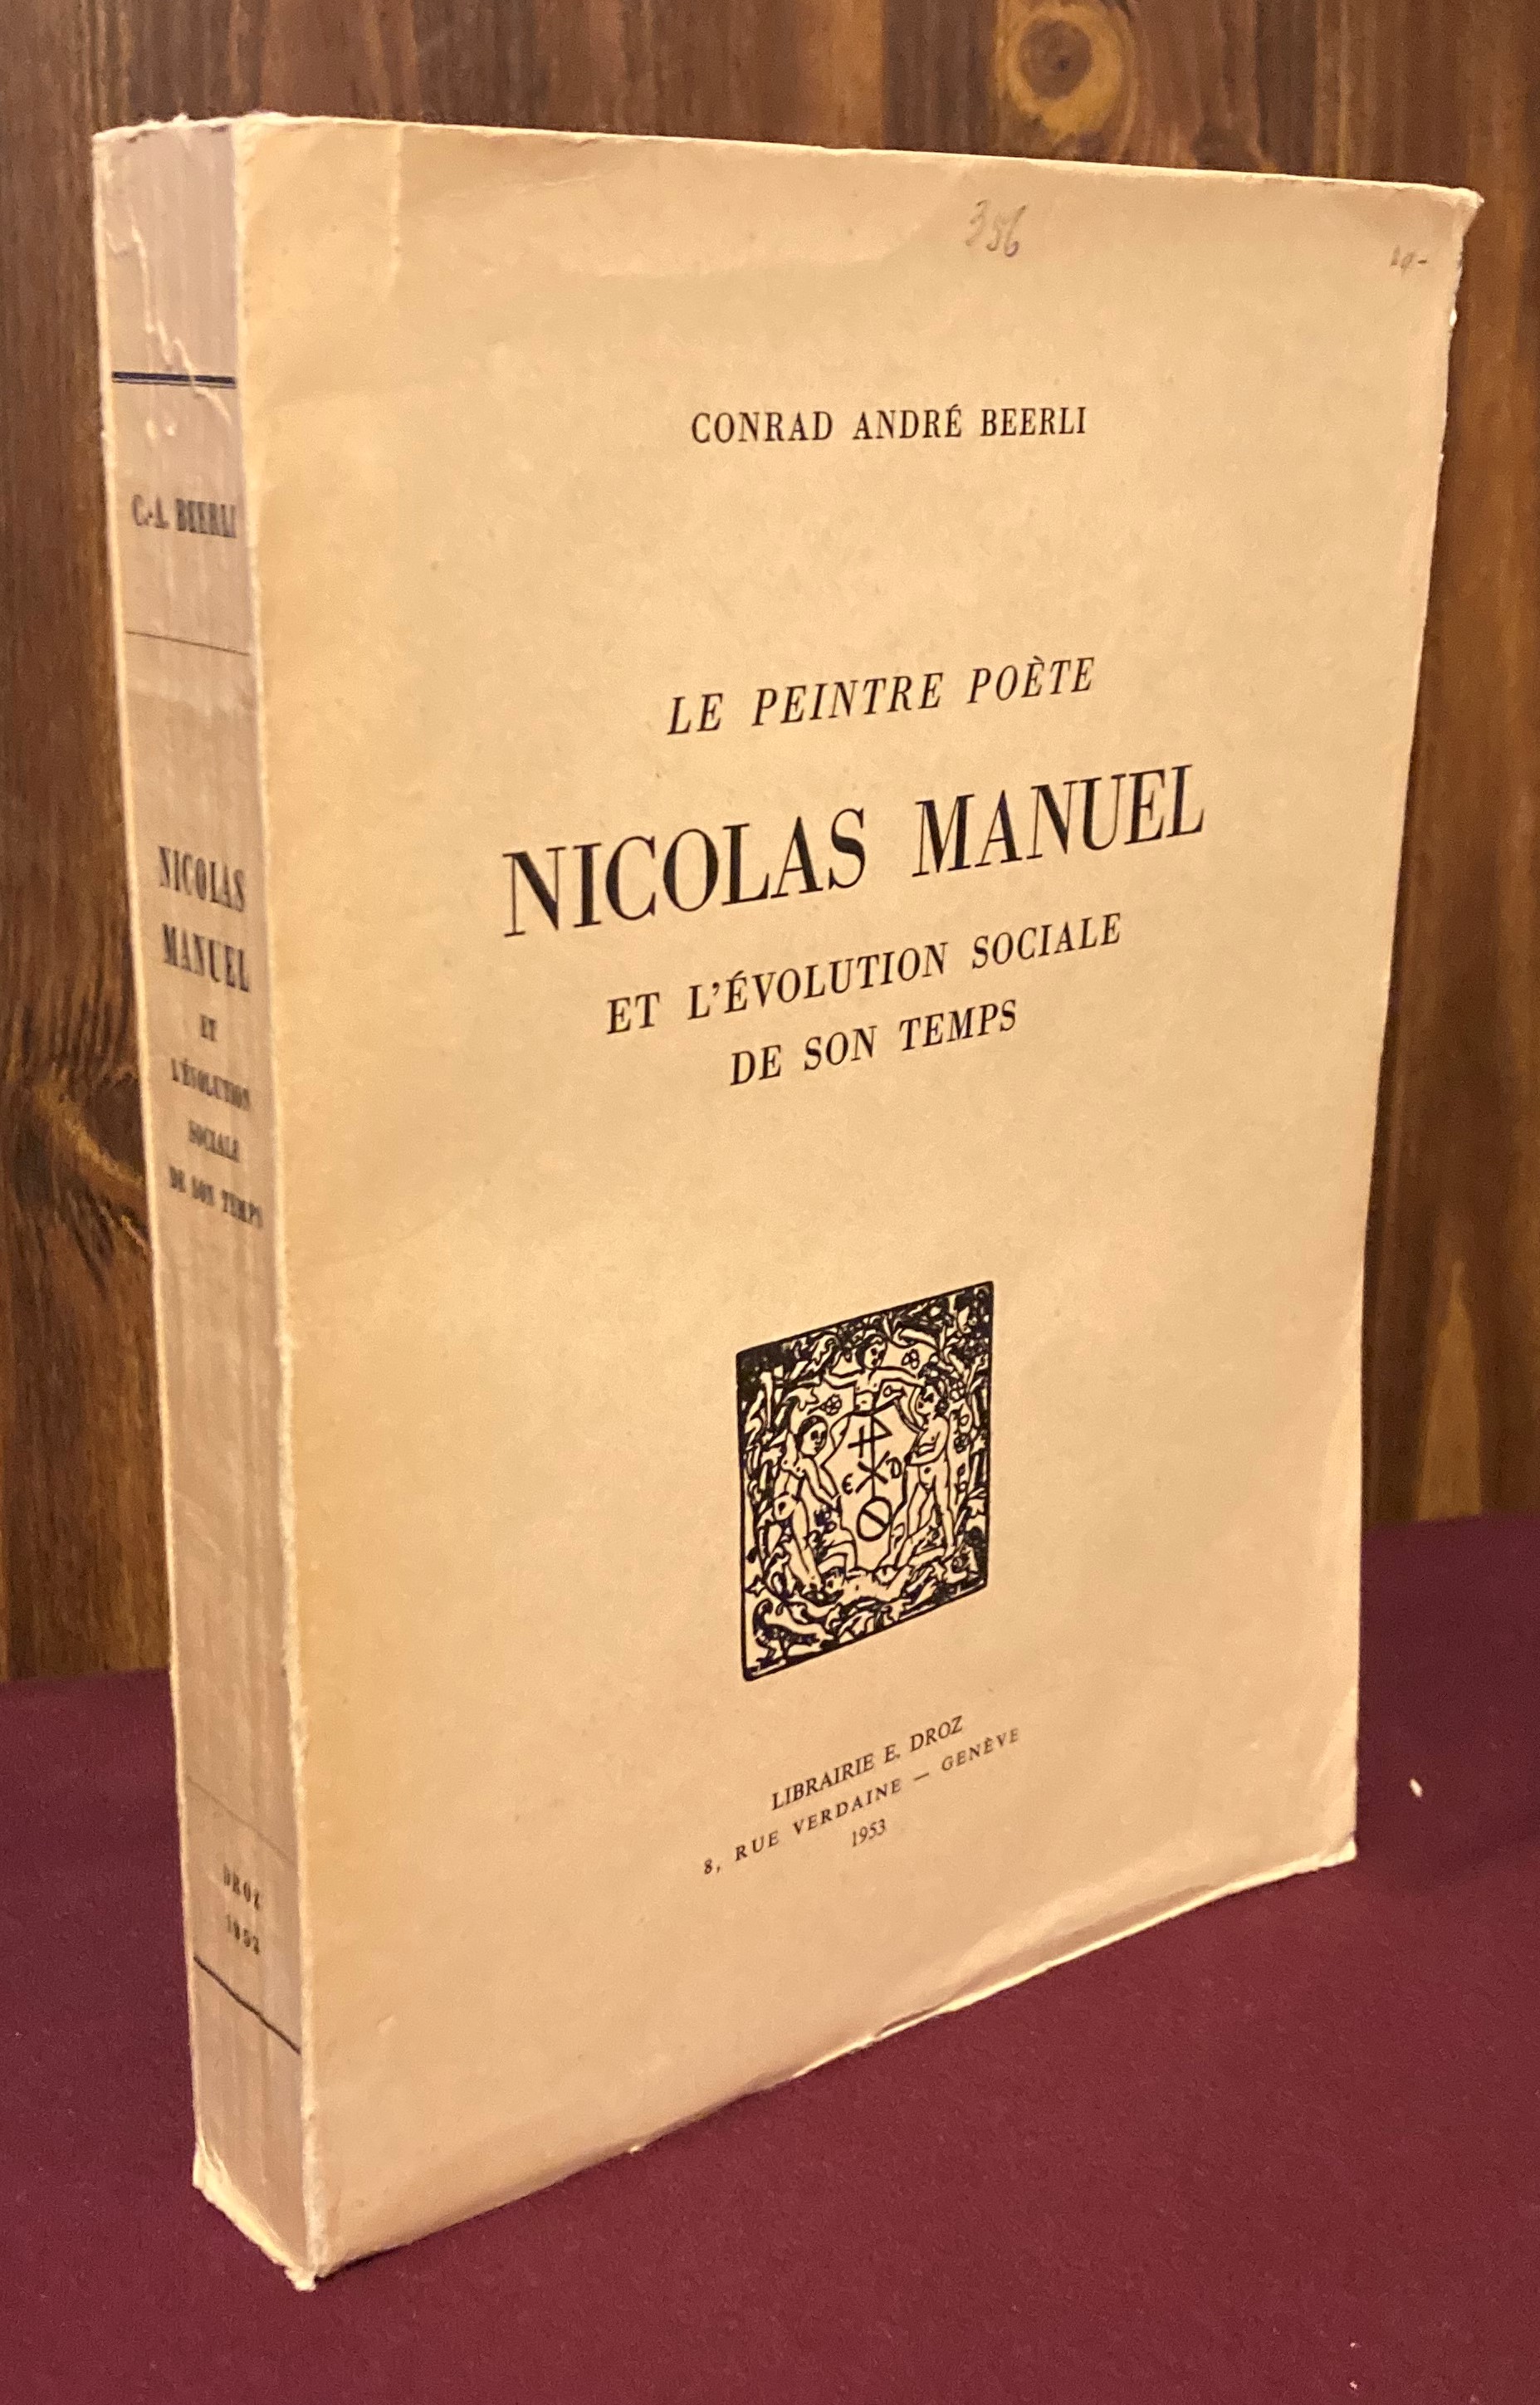 C.-A. BEERLI
NICOLAS
MANUEL
ET
L'ÉVOLUTION
SOCIALE
DE SON TEMPS
DROZ
1953
356
CONRAD ANDRÉ BEERLI
LE PEINTRE POÈTE
NICOLAS MANUEL
ET L'ÉVOLUTION SOCIALE
DE SON TEMPS
E D
LIBRAIRIE E. DROZ
8, RUE VERDAINE — GENÈVE
1953